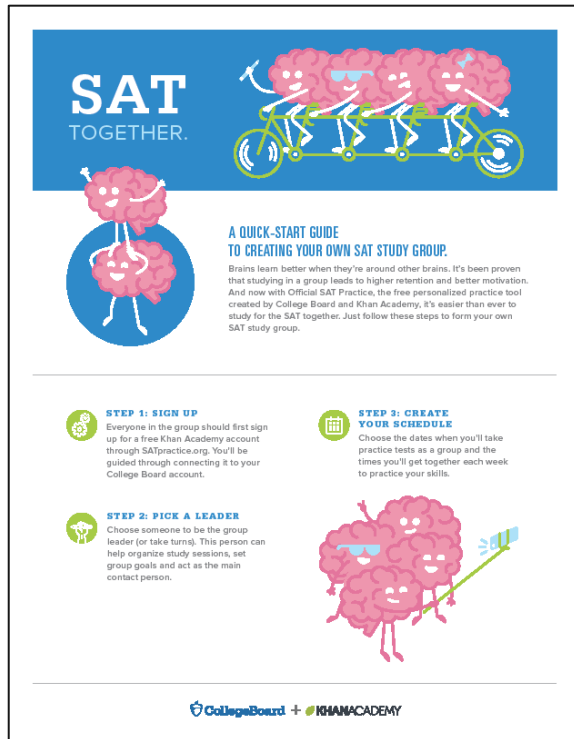 SAT
TOGETHER.
A QUICK-START GUIDE
TO CREATING YOUR OWN SAT STUDY GROUP.
Brains learn better when they're around other brains. It's been proven
that studying in a group leads to higher retention and better motivation.
And now with Official SAT Practice, the free personalized practice tool
created by College Board and Khan Academy, it's easier than ever to
study for the SAT together. Just follow these steps to form your own
SAT study group.
STEP 1: SIGN UP
Everyone in the group should first sign
up for a free Khan Academy account
through SATpractice.org. You'll be
guided through connecting it to your
College Board account.
STEP 2: PICK A LEADER
Choose someone to be the group
leader (or take turns). This person can
help organize study sessions, set
group goals and act as the main
contact person.
STEP 3: CREATE
YOUR SCHEDULE
Choose the dates when you'll take
practice tests as a group and the
times you'll get together each week
to practice your skills.
CollegeBoard + KHANACADEMY